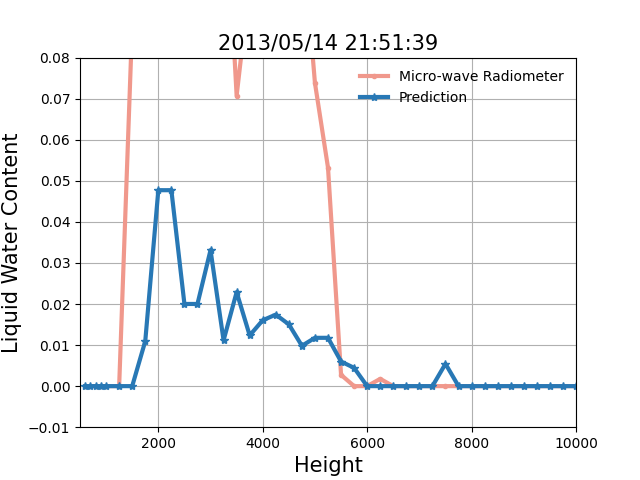 2013/05/14 21:51:39
Micro-wave Radiometer
Prediction
Liquid Water Content
0.08
0.07
0.06
0.05
0.04
0.03
0.02
0.01
0.00
−0.01
2000 4000 6000 8000 10000
Height